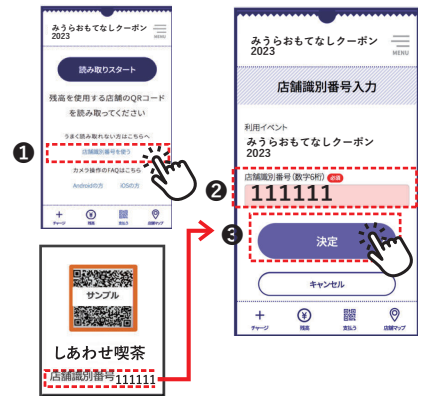 みうらおもてなしクーポン
2023
MENU
読み取りスタート
残高を使用する店舗のQRコード
を読み取ってください
うまく読み取れない方はこちらへ
❶
店舗識別番号を使う
カメラ操作のFAQはこちら
Androidの方 iOSの方
チャージ 残高 支払う 店舗マップ
サンプル
しあわせ喫茶
店舗識別番号111111
みうらおもてなしクーポン
2023
MENU
店舗識別番号入力
利用イベント
みうらおもてなしクーポン
2023
店舗識別番号(数字6桁) 必須
❷
111111
❸
決定
キャンセル
チャージ 残高 支払う 店舗マップ